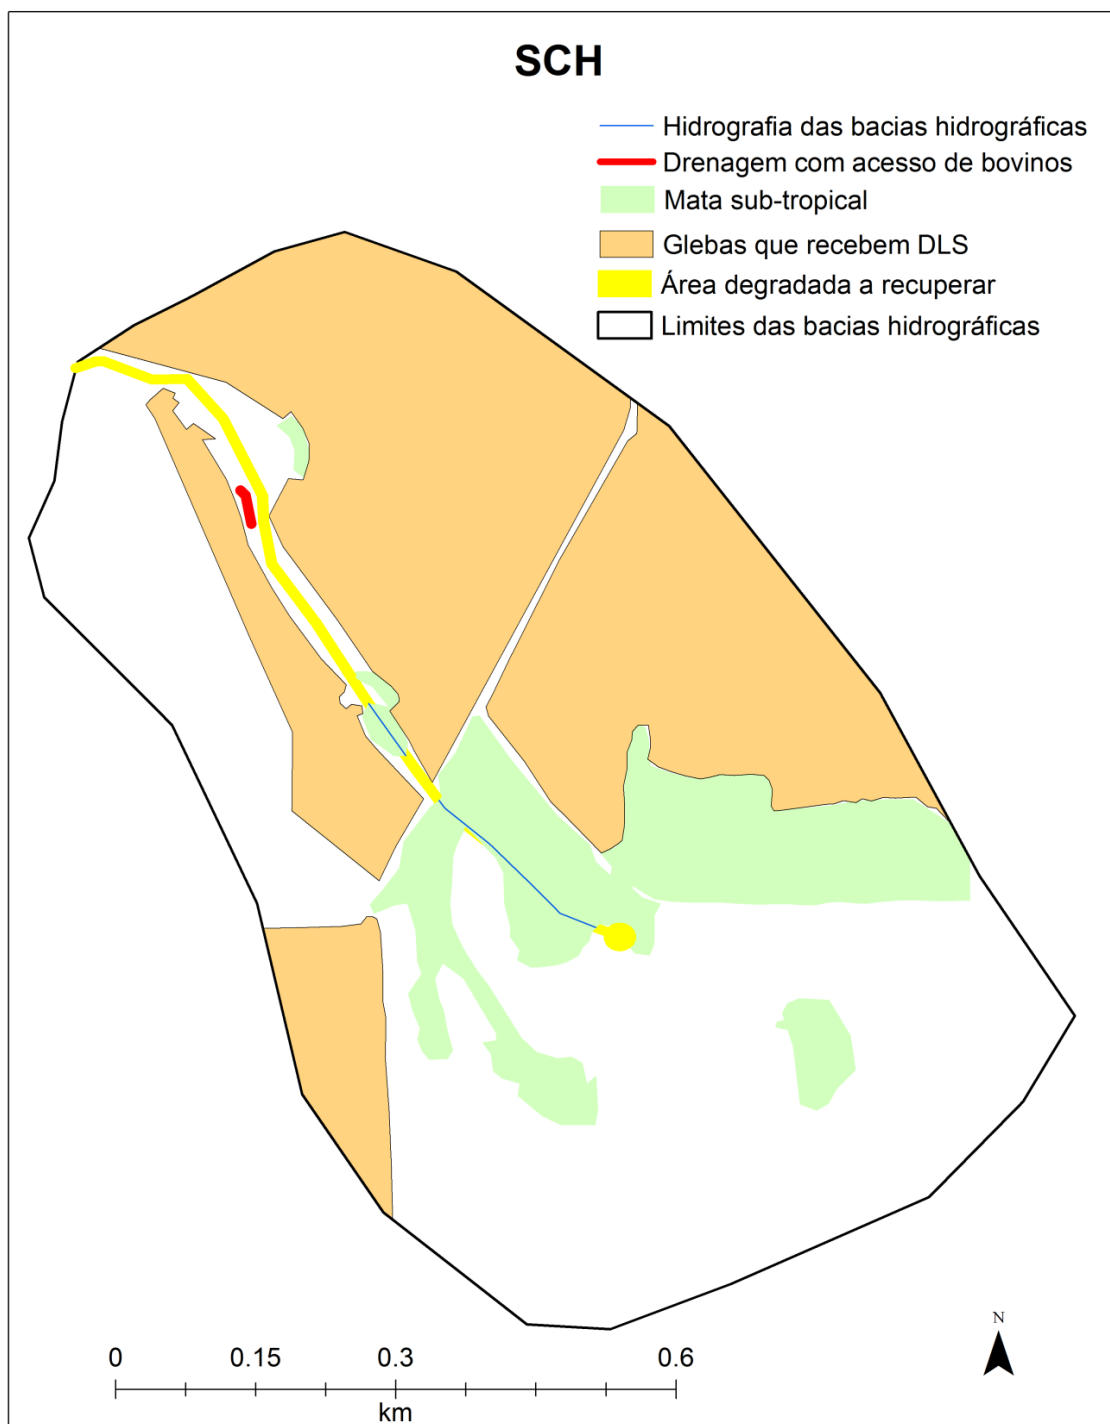 SCH
Hidrografia das bacias hidrográficas
Drenagem com acesso de bovinos
Mata sub-tropical
Glebas que recebem DLS
Área degradada a recuperar
Limites das bacias hidrográficas
N
0 0.15 0.3 0.6
km